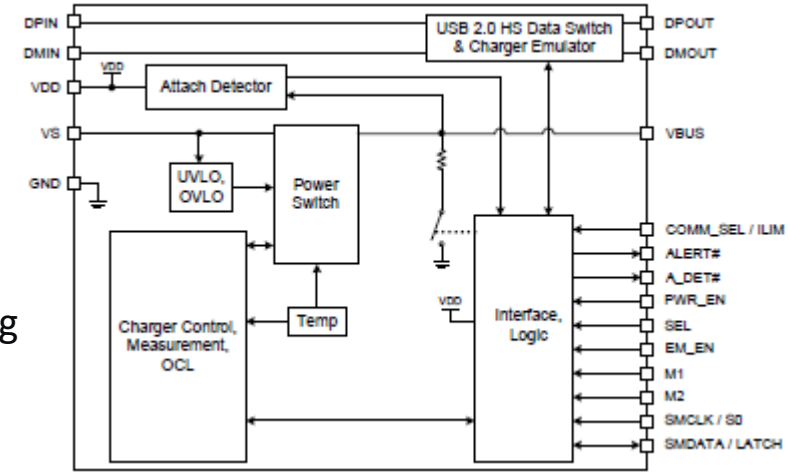 DPIN
USB 2.0 HS Data Switch
& Charger Emulator
DPOUT
DMIN
DMOUT
VDD
VDD
Attach Detector
VS
VBUS
UVLO,
OVLO
Power
Switch
GND
COMM_SEL / ILIM
ALERT#
A_DET#
PWR_EN
SEL
EM_EN
M1
M2
SMCLK / S0
SMDATA / LATCH
VDD
Interface,
Logic
Temp
Charger Control,
Measurement,
OCL
g